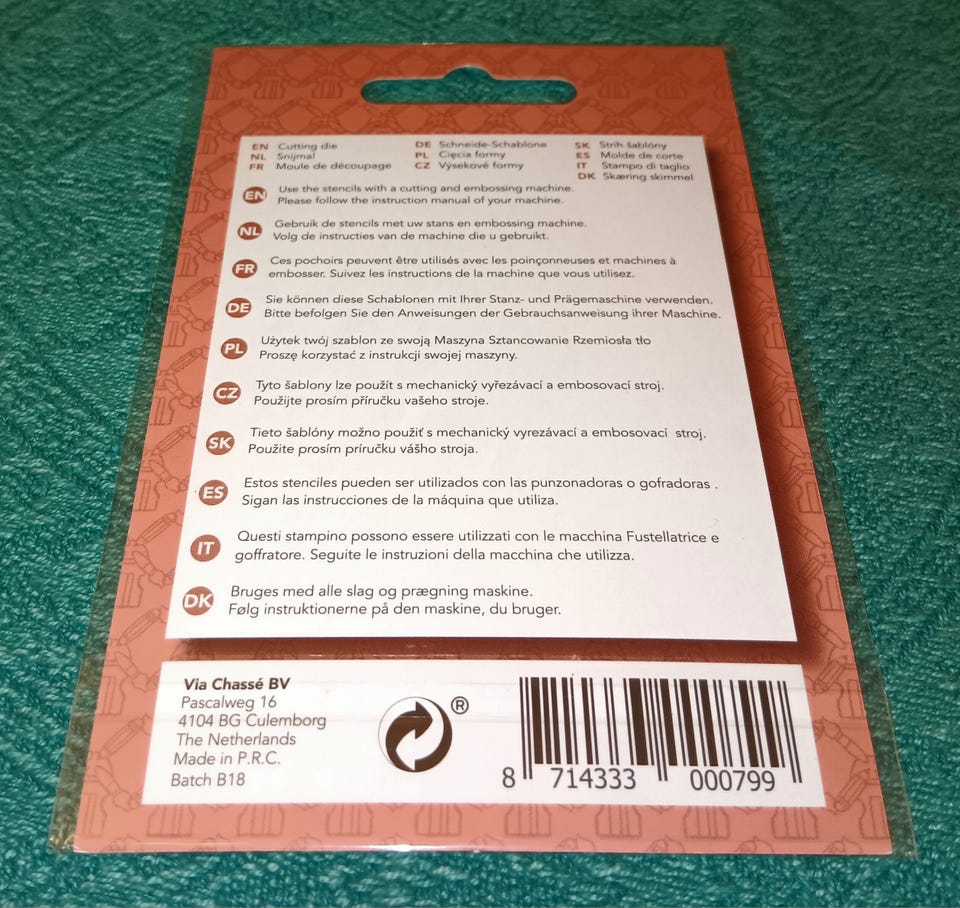 EN Cutting die
NL Snijmal
FR Moule de découpage
DE Schneide-Schablone
PL Cięcia formy
CZ Výsekové formy
SK Strih šablóny
ES Molde de corte
IT Stampo di taglio
DK Skæring skimmel
EN Use the stencils with a cutting and embossing machine.
Please follow the instruction manual of your machine.
NL Gebruik de stencils met uw stans en embossing machine.
Volg de instructies van de machine die u gebruikt.
FR Ces pochoirs peuvent être utilisés avec les poinçonneuses et machines à
embosser. Suivez les instructions de la machine que vous utilisez.
DE Sie können diese Schablonen mit Ihrer Stanz- und Prägemaschine verwenden.
Bitte befolgen Sie den Anweisungen der Gebrauchsanweisung ihrer Maschine.
PL Użytek twój szablon ze swoją Maszyna Sztancowanie Rzemiosła tło
Proszę korzystać z instrukcji swojej maszyny.
CZ Tyto šablony lze použít s mechanický vyřezávací a embosovací stroj.
Použijte prosím příručku vašeho stroje.
SK Tieto šablóny možno použiť s mechanický vyrezávací a embosovací stroj.
Použite prosím príručku vášho stroja.
ES Estos stenciles pueden ser utilizados con las punzonadoras o gofradoras .
Sigan las instrucciones de la máquina que utiliza.
IT Questi stampino possono essere utilizzati con le macchina Fustellatrice e
goffratore. Seguite le instruzioni della macchina che utilizza.
DK Bruges med alle slag og prægning maskine.
Følg instruktionerne på den maskine, du bruger.
Via Chassé BV
Pascalweg 16
4104 BG Culemborg
The Netherlands
Made in P.R.C.
Batch B18
®
8 714333 000799